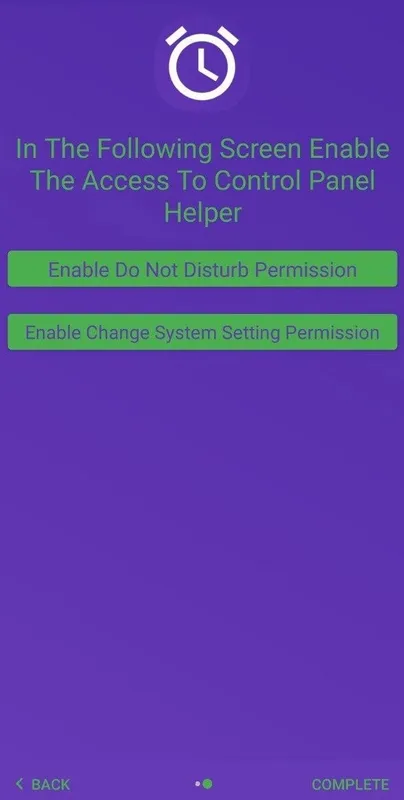 In The Following Screen Enable
The Access To Control Panel
Helper
Enable Do Not Disturb Permission
Enable Change System Setting Permission
BACK
COMPLETE